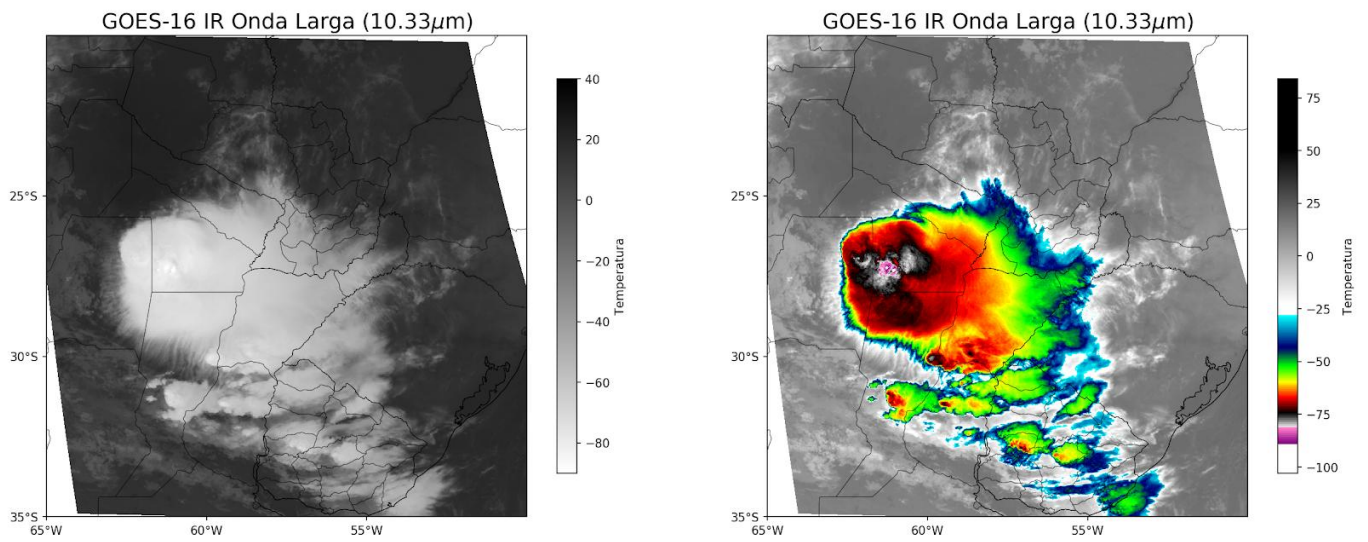 GOES-16 IR Onda Larga (10.33μm)
40
20
0
−20
−40
−60
−80
Temperatura
25°S
30°S
35°S
65°W
60°W
55°W
GOES-16 IR Onda Larga (10.33μm)
75
50
25
0
−10
−25
−50
−75
−100
Temperatura
25°S
30°S
35°S
65°W
60°W
55°W